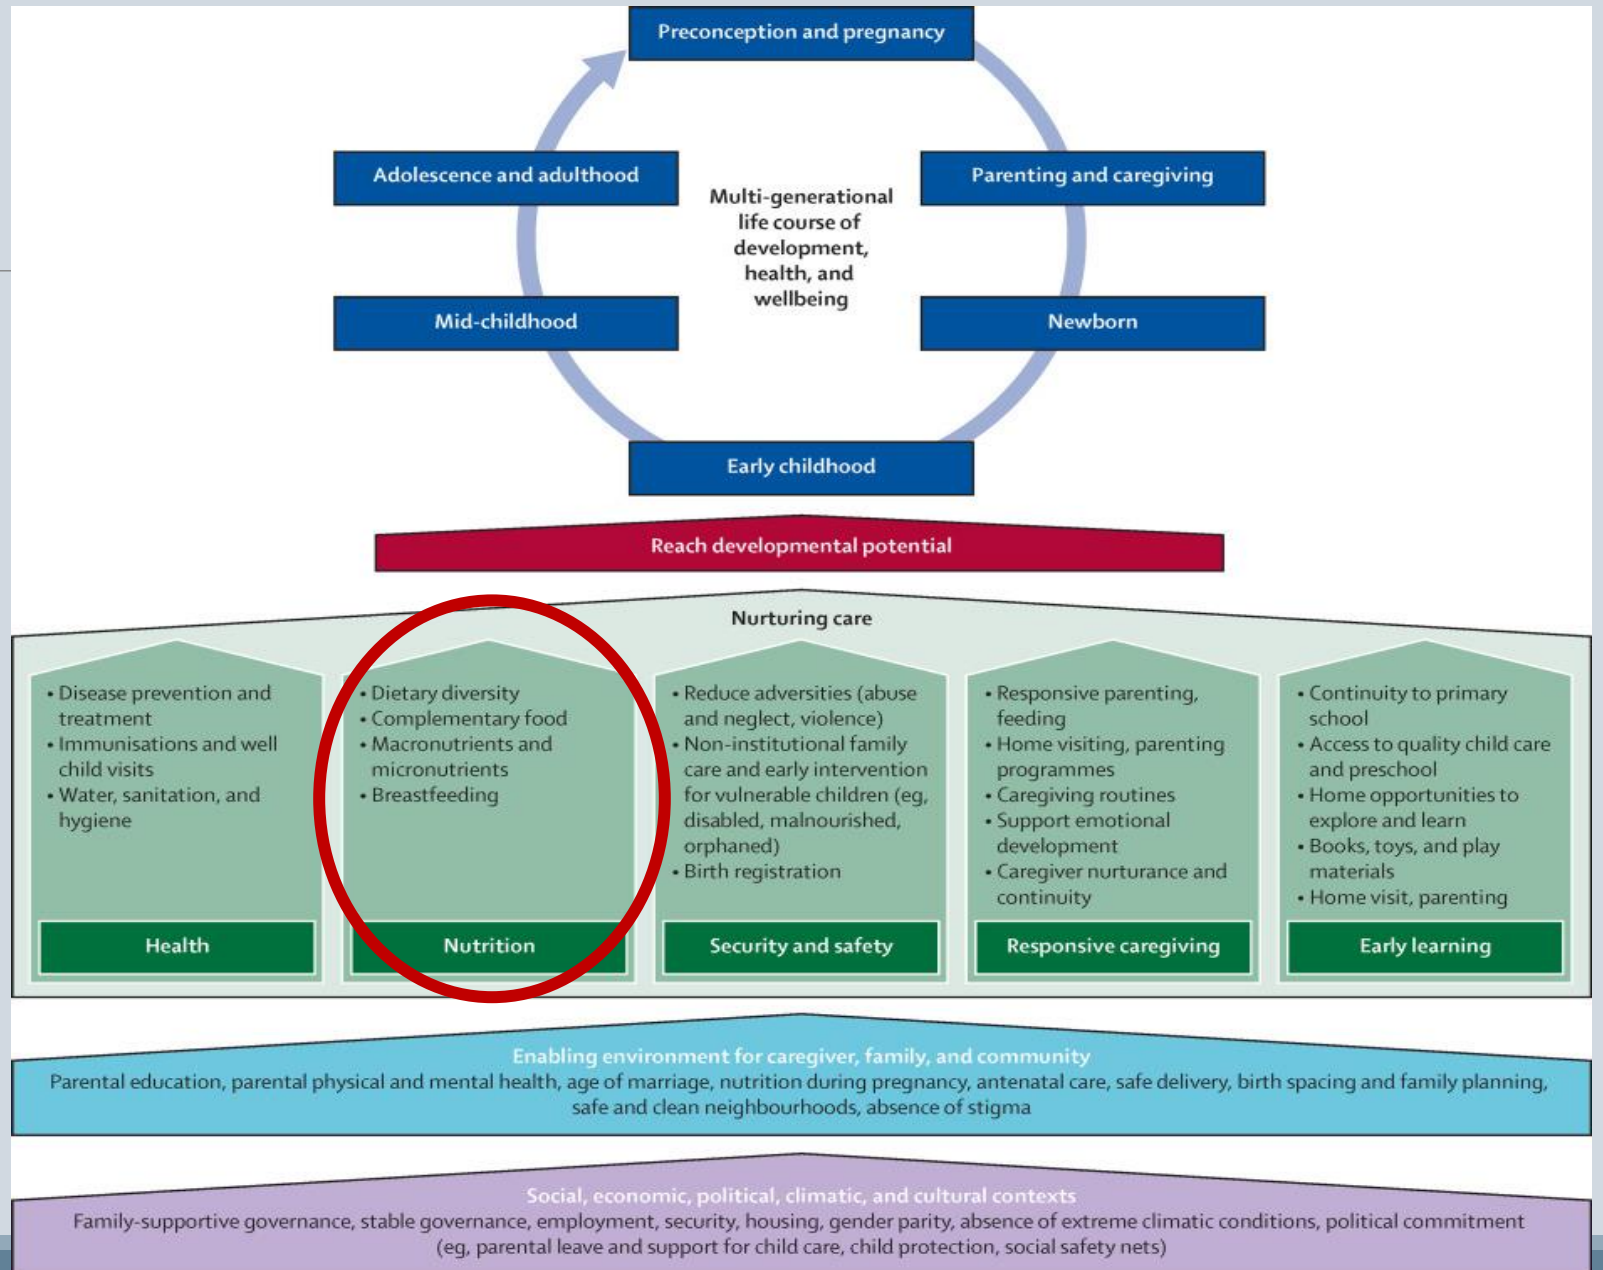 Preconception and pregnancy
Adolescence and adulthood
Parenting and caregiving
Multi-generational
life course of
development,
health, and
wellbeing
Mid-childhood
Newborn
Early childhood
Reach developmental potential
Nurturing care
• Disease prevention and
treatment
• Immunisations and well
child visits
• Water, sanitation, and
hygiene
Health
• Dietary diversity
• Complementary food
• Macronutrients and
micronutrients
• Breastfeeding
Nutrition
• Reduce adversities (abuse
and neglect, violence)
• Non-institutional family
care and early intervention
for vulnerable children (eg,
disabled, malnourished,
orphaned)
• Birth registration
Security and safety
• Responsive parenting,
feeding
• Home visiting, parenting
programmes
• Caregiving routines
• Support emotional
development
• Caregiver nurturance and
continuity
Responsive caregiving
• Continuity to primary
school
• Access to quality child care
and preschool
• Home opportunities to
explore and learn
• Books, toys, and play
materials
• Home visit, parenting
Early learning
Enabling environment for caregiver, family, and community
Parental education, parental physical and mental health, age of marriage, nutrition during pregnancy, antenatal care, safe delivery, birth spacing and family planning,
safe and clean neighbourhoods, absence of stigma
Social, economic, political, climatic, and cultural contexts
Family-supportive governance, stable governance, employment, security, housing, gender parity, absence of extreme climatic conditions, political commitment
(eg, parental leave and support for child care, child protection, social safety nets)